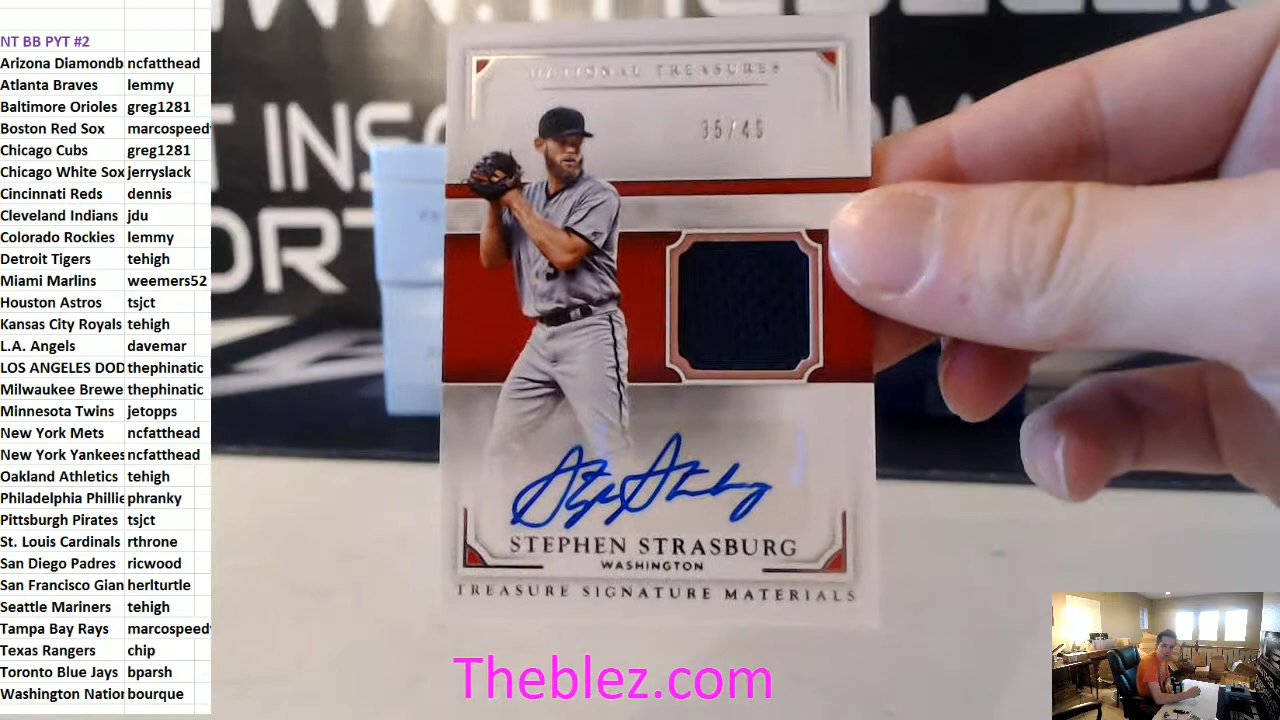 NT BB PYT #2
Arizona Diamondb ncfatthead
Atlanta Braves lemmy
Baltimore Orioles greg1281
Boston Red Sox marcospeed
Chicago Cubs greg1281
Chicago White Sox jerryslack
Cincinnati Reds dennis
Cleveland Indians jdu
Colorado Rockies lemmy
Detroit Tigers tehigh
Miami Marlins weemers52
Houston Astros tsjct
Kansas City Royals tehigh
L.A. Angels davemar
LOS ANGELES DOD thephinatic
Milwaukee Brewe thephinatic
Minnesota Twins jetopps
New York Mets ncfatthead
New York Yankees ncfatthead
Oakland Athletics tehigh
Philadelphia Phillie phranky
Pittsburgh Pirates tsjct
St. Louis Cardinals rthrone
San Diego Padres ricwood
San Francisco Gian herlturtle
Seattle Mariners tehigh
Tampa Bay Rays marcospeed
Texas Rangers chip
Toronto Blue Jays bparsh
Washington Nation bourque
NATIONAL TREASURES
35/49
STEPHEN STRASBURG
WASHINGTON
TREASURE SIGNATURE MATERIALS
Theblez.com